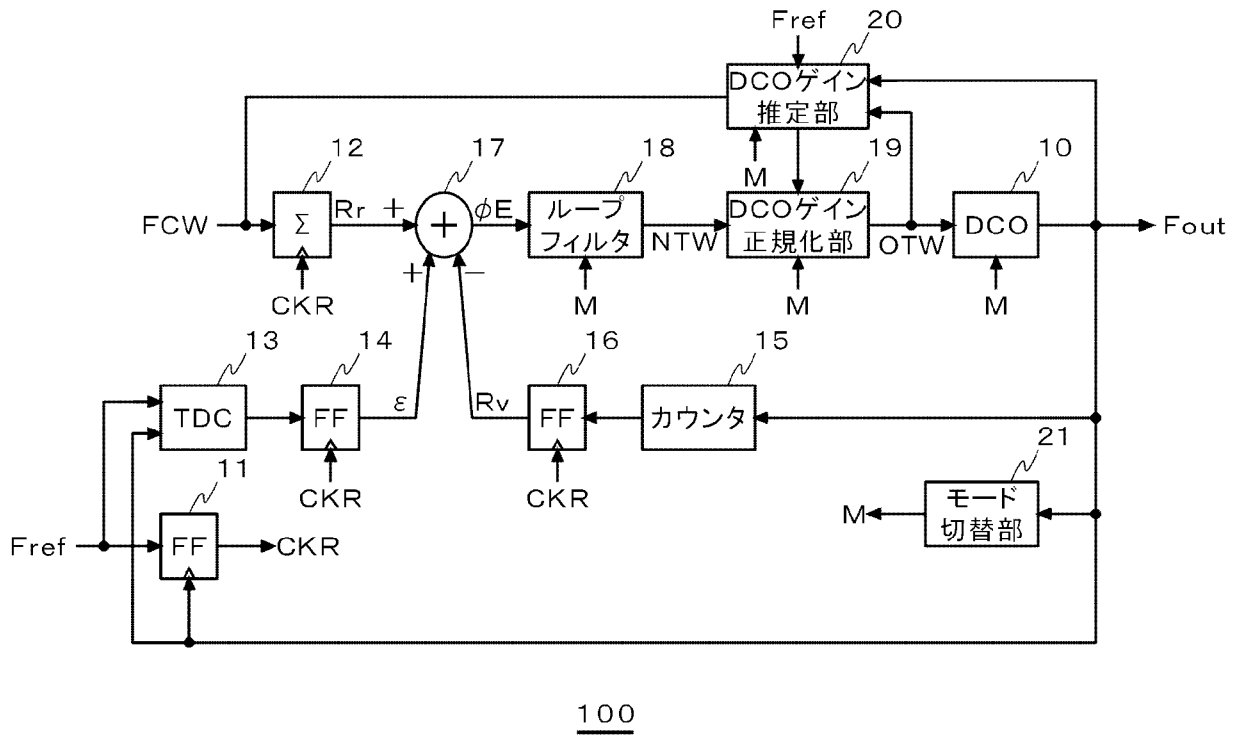 Fref
20
DCOゲイン
推定部
M
12
17
18
19
10
FCW
Σ
Rr
+
+
ϕE
ループ
フィルタ
NTW
DCOゲイン
正規化部
OTW
DCO
Fout
+
−
CKR
M
M
M
13
14
16
15
TDC
FF
ε
Rv
FF
カウンタ
CKR
CKR
21
11
M
モード
切替部
Fref
FF
CKR
100